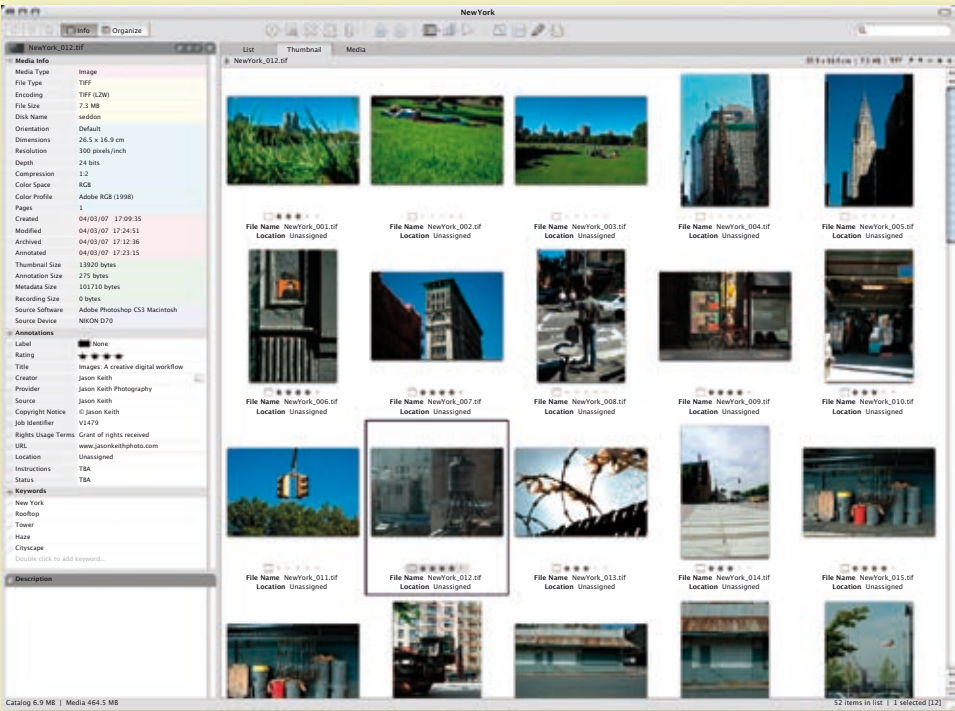 NewYork
Info Organize
NewYork_012.tif
Media Info
Media Type Image
File Type TIFF
Encoding TIFF (LZW)
File Size 7.3 MB
Disk Name seddon
Orientation Default
Dimensions 26.5 x 16.9 cm
Resolution 300 pixels/inch
Depth 24 bits
Compression 1:2
Color Space RGB
Color Profile Adobe RGB (1998)
Pages 1
Created 04/03/07 17:09:35
Modified 04/03/07 17:24:51
Archived 04/03/07 17:12:36
Annotated 04/03/07 17:23:15
Thumbnail Size 13920 bytes
Annotation Size 275 bytes
Metadata Size 101710 bytes
Recording Size 0 bytes
Source Software Adobe Photoshop CS3 Macintosh
Source Device NIKON D70
Annotations
Label None
Rating
Title Images: A creative digital workflow
Creator Jason Keith
Provider Jason Keith Photography
Source Jason Keith
Copyright Notice © Jason Keith
Job Identifier V1479
Rights Usage Terms Grant of rights received
URL www.jasonkeithphoto.com
Location Unassigned
Instructions TBA
Status TBA
Keywords
New York
Rooftop
Tower
Haze
Cityscape
Double click to add keyword...
Description
List Thumbnail Media
NewYork_012.tif
File Name NewYork_001.tif
Location Unassigned
File Name NewYork_002.tif
Location Unassigned
File Name NewYork_003.tif
Location Unassigned
File Name NewYork_004.tif
Location Unassigned
File Name NewYork_005.tif
Location Unassigned
File Name NewYork_006.tif
Location Unassigned
File Name NewYork_007.tif
Location Unassigned
File Name NewYork_008.tif
Location Unassigned
File Name NewYork_009.tif
Location Unassigned
File Name NewYork_010.tif
Location Unassigned
File Name NewYork_011.tif
Location Unassigned
File Name NewYork_012.tif
Location Unassigned
File Name NewYork_013.tif
Location Unassigned
File Name NewYork_014.tif
Location Unassigned
File Name NewYork_015.tif
Location Unassigned
Catalog 6.9 MB | Media 464.5 MB
52 items in list | 1 selected [12]